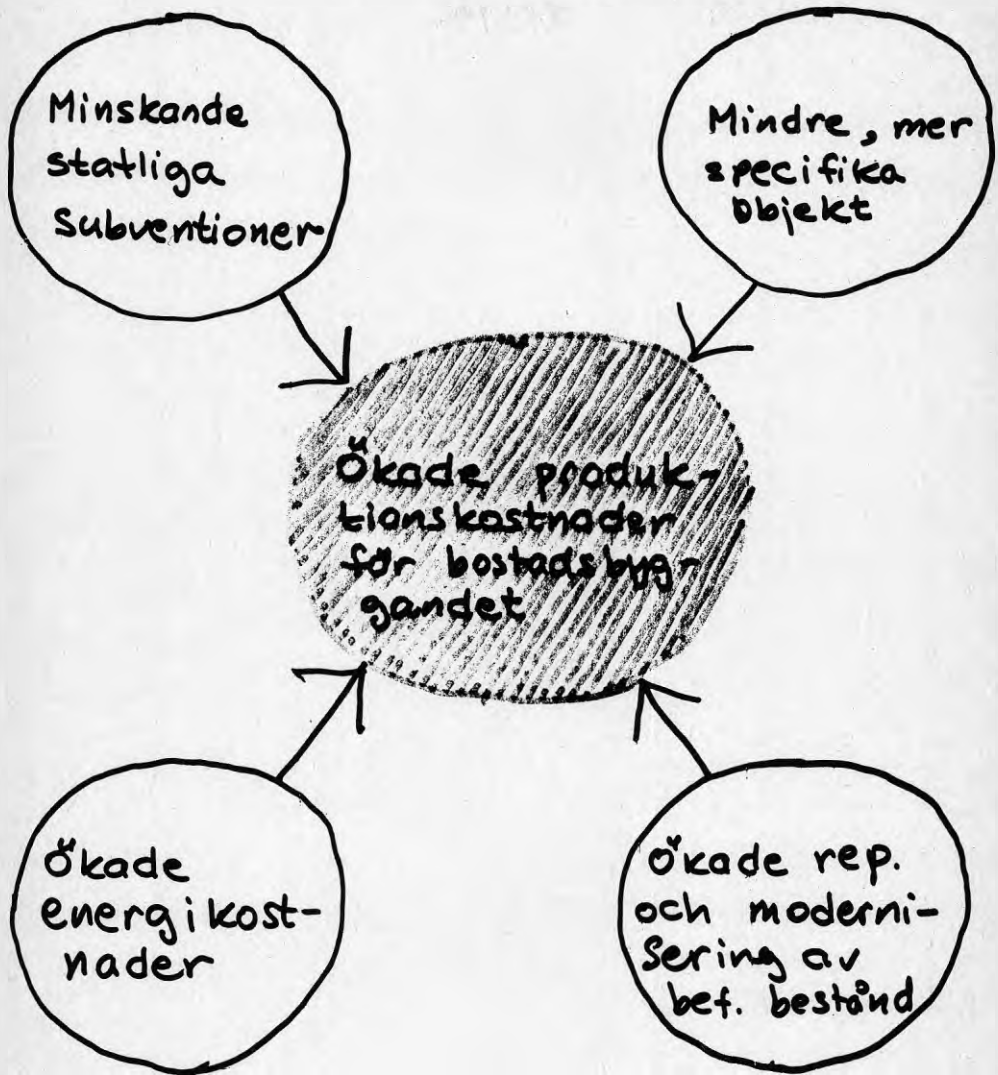 Minskande
statliga
subventioner
Mindre, mer
specifika
objekt
Ökade produk-
tionskostnader
för bostadsbyg-
gandet
Ökade
energikost-
nader
Ökade rep.
och moderni-
sering av
bef. bestånd